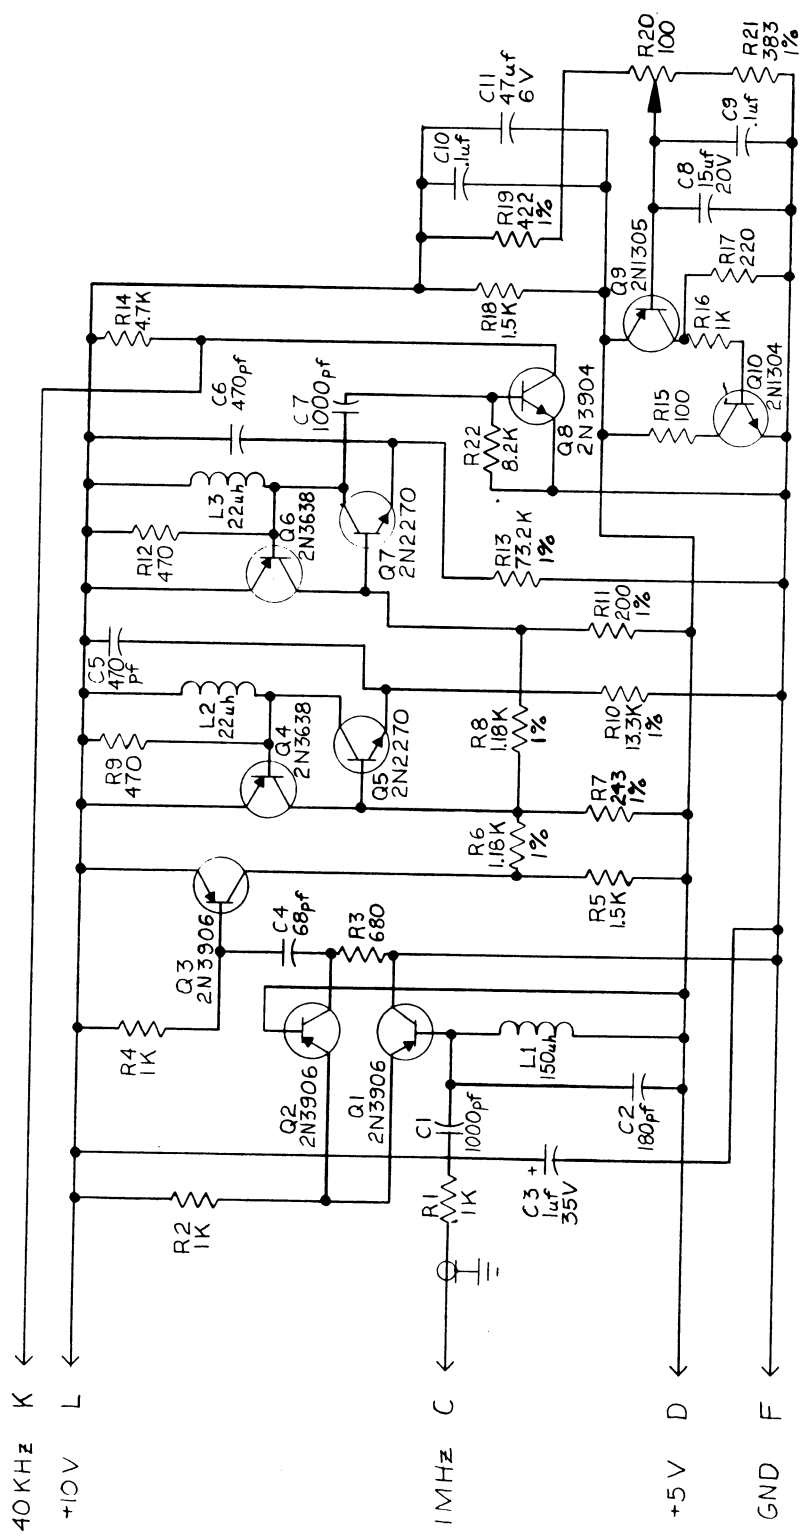 40KHz K
+10V L
1MHz C
+5V D
GND F
R2
1K
R4
1K
Q3
2N3906
Q2
2N3906
Q1
2N3906
C4
68pf
R3
680
R1
1K
C1
1000pf
L1
150uh
C2
180pf
+
C3
1uf
35V
R9
470
L2
22uh
C5
470
pf
Q4
2N3638
Q5
2N2270
R6
1.18K
1%
R5
1.5K
R7
243
1%
R8
1.18K
1%
R10
13.3K
1%
R11
200
1%
R12
470
L3
22uh
C6
470pf
Q6
2N3638
Q7
2N2270
C7
1000pf
R13
73.2K
1%
R14
4.7K
R22
8.2K
Q8
2N3904
R18
1.5K
R19
422
1%
C10
.1uf
C11
47uf
6V
Q9
2N1305
R15
100
R16
1K
R17
220
Q10
2N1304
C8
15uf
20V
C9
.1uf
R20
100
R21
383
1%